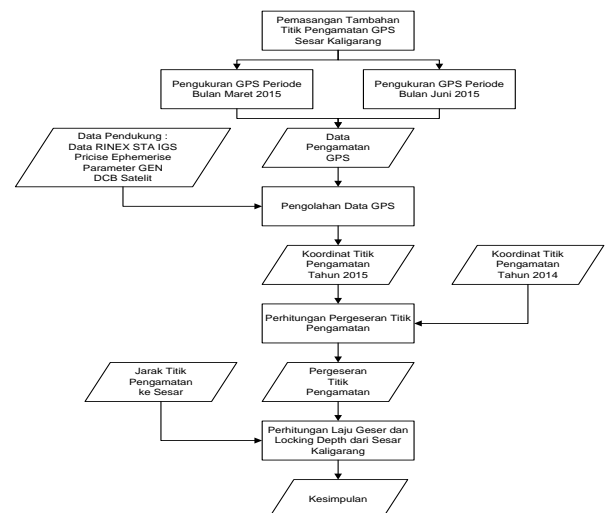 Pemasangan Tambahan
Titik Pengamatan GPS
Sesar Kaligarang
Pengukuran GPS Periode
Bulan Maret 2015
Pengukuran GPS Periode
Bulan Juni 2015
Data Pendukung :
Data RINEX STA IGS
Pricise Ephemerise
Parameter GEN
DCB Satelit
Data
Pengamatan
GPS
Pengolahan Data GPS
Koordinat Titik
Pengamatan
Tahun 2015
Koordinat Titik
Pengamatan
Tahun 2014
Perhitungan Pergeseran Titik
Pengamatan
Jarak Titik
Pengamatan
ke Sesar
Pergeseran
Titik
Pengamatan
Perhitungan Laju Geser dan
Locking Depth dari Sesar
Kaligarang
Kesimpulan